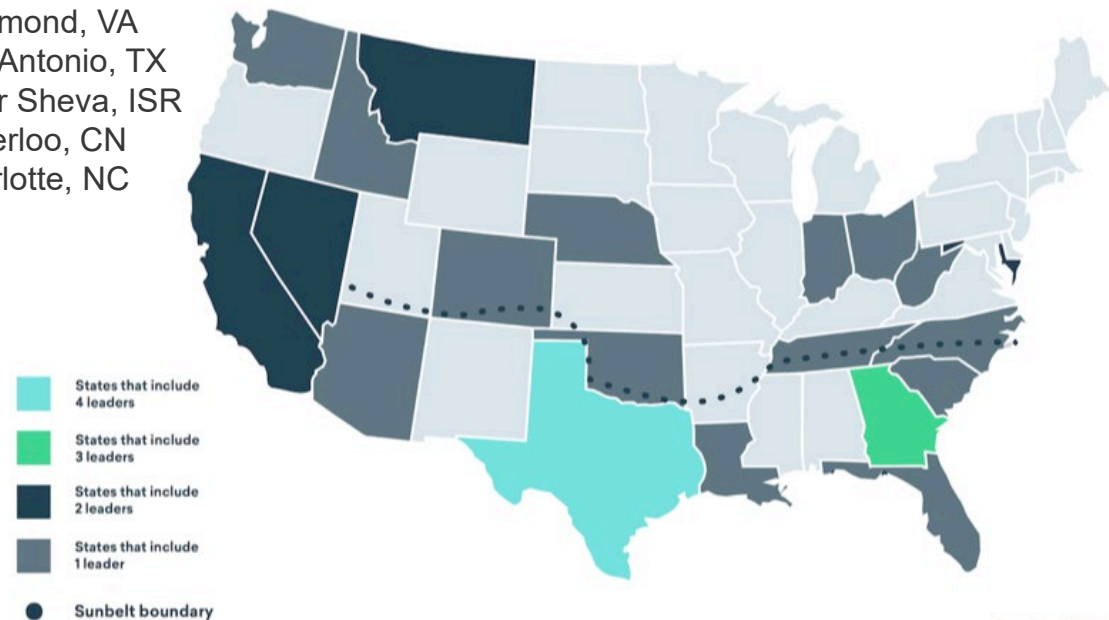 mond, VA
Antonio, TX
r Sheva, ISR
erloo, CN
rlotte, NC
States that include
4 leaders
States that include
3 leaders
States that include
2 leaders
States that include
1 leader
Sunbelt boundary